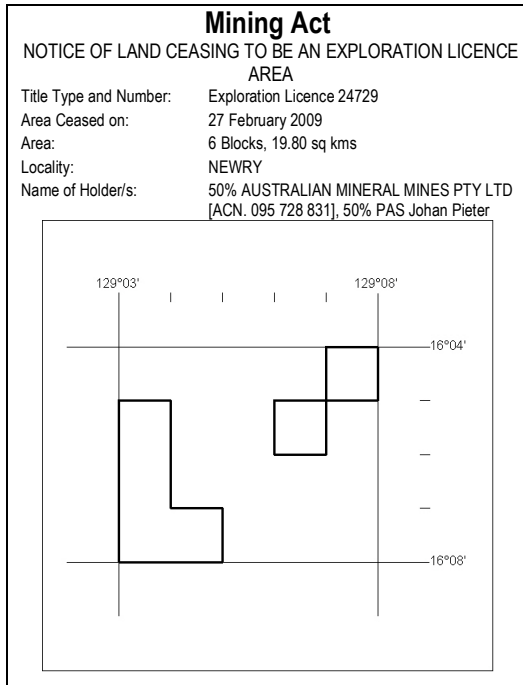 Mining Act
NOTICE OF LAND CEASING TO BE AN EXPLORATION LICENCE
AREA
Title Type and Number: Exploration Licence 24729
Area Ceased on: 27 February 2009
Area: 6 Blocks, 19.80 sq kms
Locality: NEWRY
Name of Holder/s: 50% AUSTRALIAN MINERAL MINES PTY LTD
[ACN. 095 728 831], 50% PAS Johan Pieter
129°03' 129°08'
16°04'
16°08'